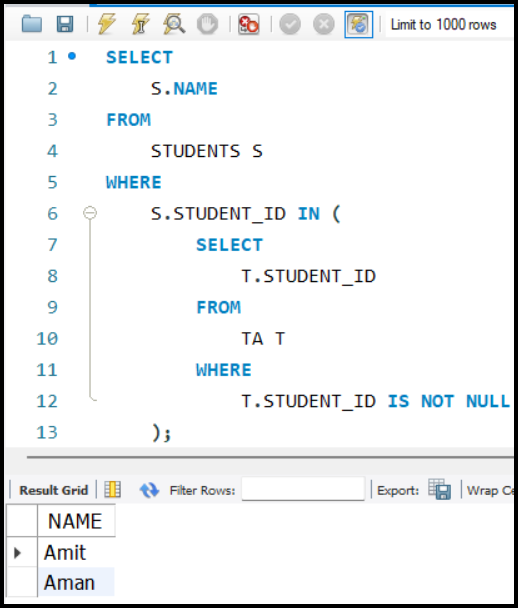 Limit to 1000 rows
1 SELECT
2 S.NAME
3 FROM
4 STUDENTS S
5 WHERE
6 S.STUDENT_ID IN (
7 SELECT
8 T.STUDENT_ID
9 FROM
10 TA T
11 WHERE
12 T.STUDENT_ID IS NOT NULL
13 );
Result Grid Filter Rows: Export: Wrap Ce
NAME
Amit
Aman